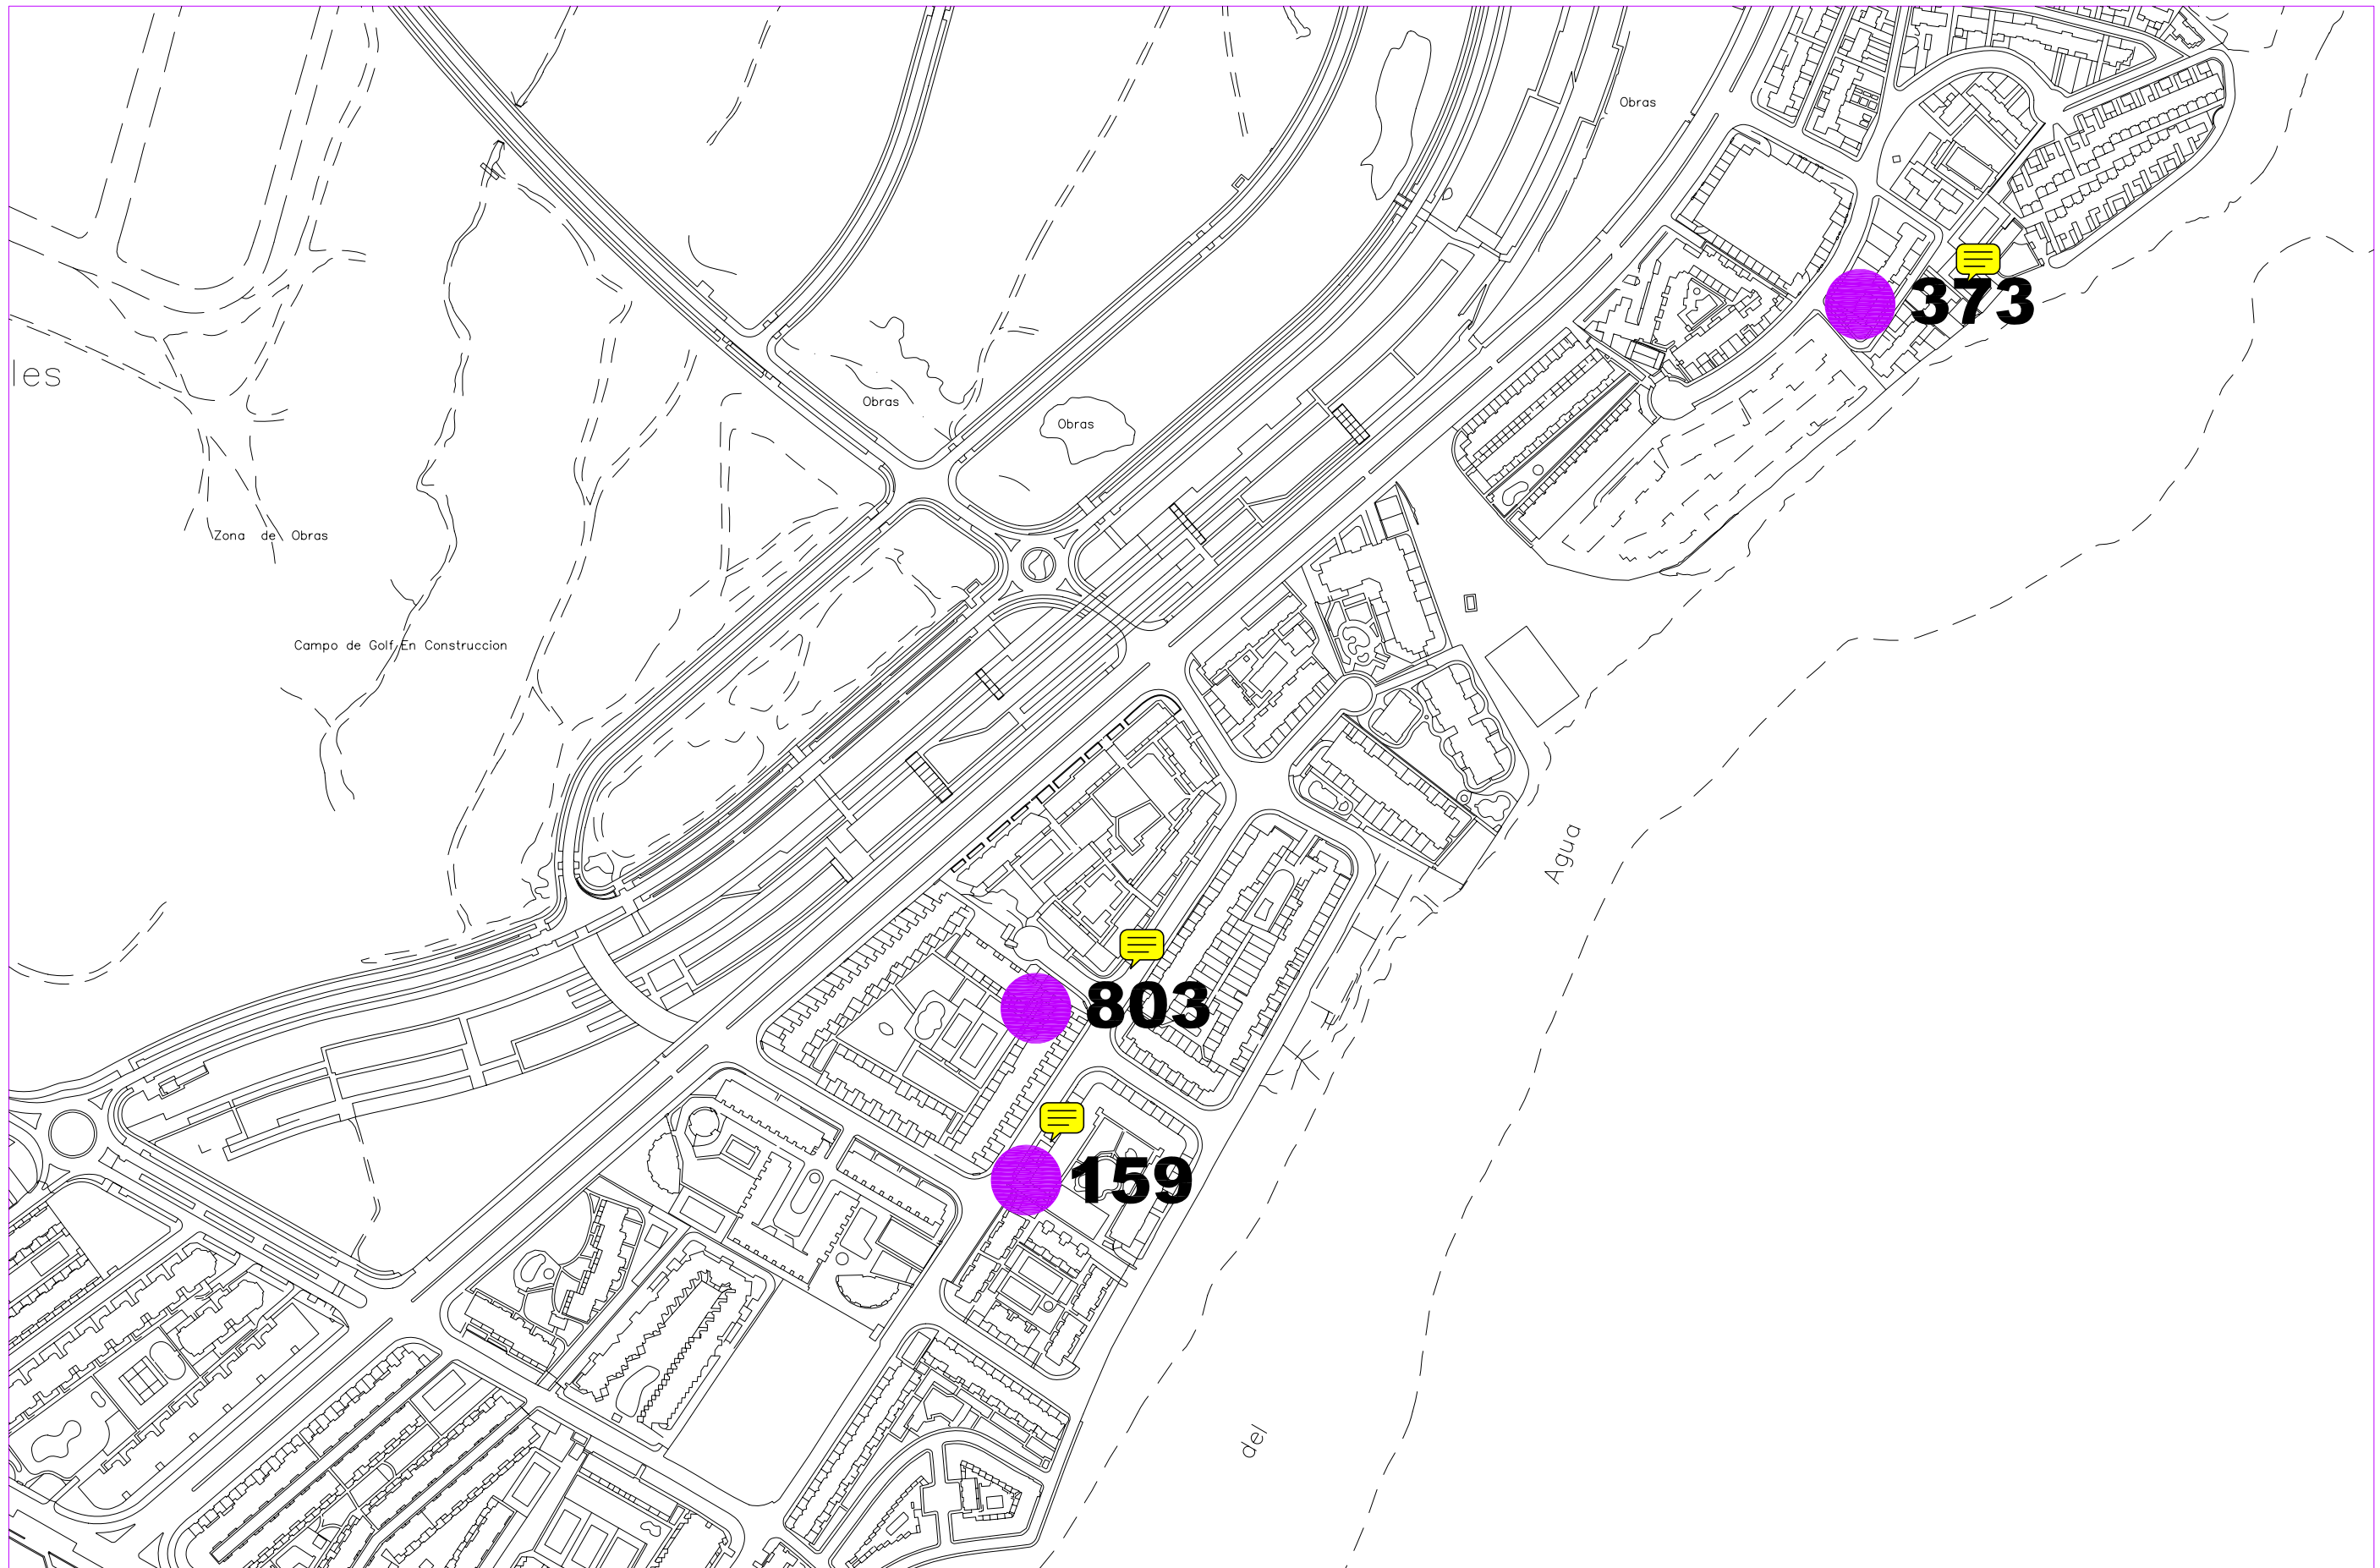 Obras
373
les
Obras
Obras
Zona de Obras
Campo de Golf En Construccion
Agua
803
159
del